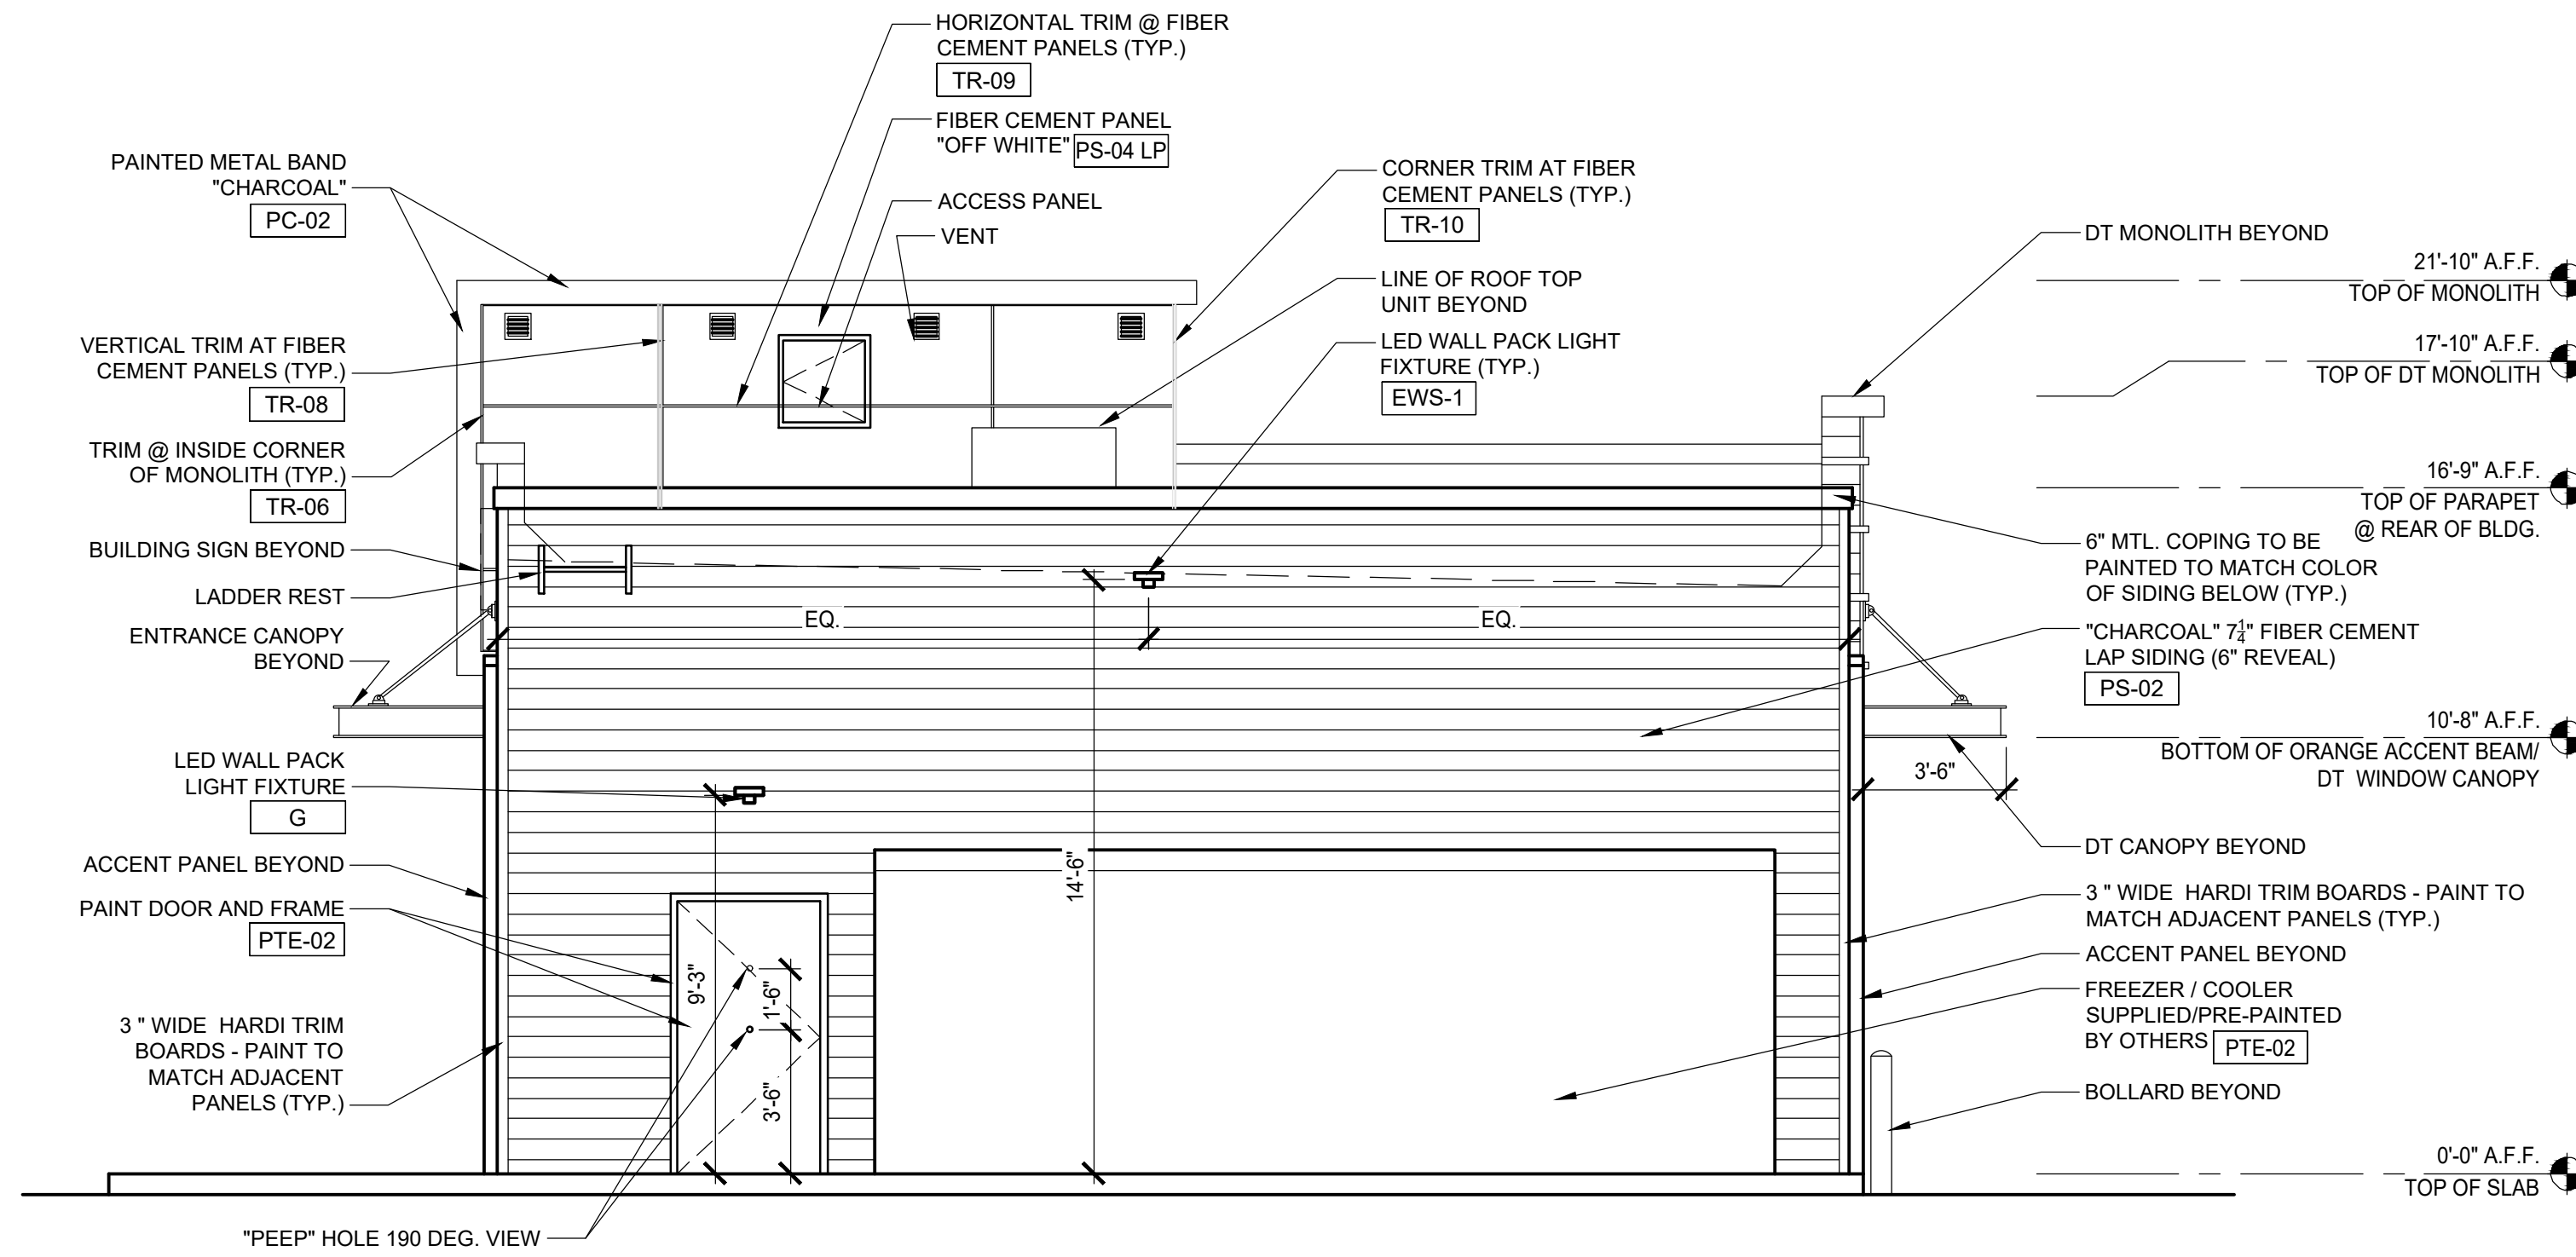 HORIZONTAL TRIM @ FIBER
CEMENT PANELS (TYP.)
TR-09
FIBER CEMENT PANEL
"OFF WHITE" PS-04 LP
ACCESS PANEL
VENT
CORNER TRIM AT FIBER
CEMENT PANELS (TYP.)
TR-10
LINE OF ROOF TOP
UNIT BEYOND
LED WALL PACK LIGHT
FIXTURE (TYP.)
EWS-1
PAINTED METAL BAND
"CHARCOAL"
PC-02
VERTICAL TRIM AT FIBER
CEMENT PANELS (TYP.)
TR-08
TRIM @ INSIDE CORNER
OF MONOLITH (TYP.)
TR-06
BUILDING SIGN BEYOND
LADDER REST
ENTRANCE CANOPY
BEYOND
LED WALL PACK
LIGHT FIXTURE
G
ACCENT PANEL BEYOND
PAINT DOOR AND FRAME
PTE-02
3 " WIDE HARDI TRIM
BOARDS - PAINT TO
MATCH ADJACENT
PANELS (TYP.)
"PEEP" HOLE 190 DEG. VIEW
EQ.
EQ.
14'-6"
9'-3"
1'-6"
3'-6"
3'-6"
DT MONOLITH BEYOND
21'-10" A.F.F.
TOP OF MONOLITH
17'-10" A.F.F.
TOP OF DT MONOLITH
16'-9" A.F.F.
TOP OF PARAPET
@ REAR OF BLDG.
6" MTL. COPING TO BE
PAINTED TO MATCH COLOR
OF SIDING BELOW (TYP.)
"CHARCOAL" 7¼" FIBER CEMENT
LAP SIDING (6" REVEAL)
PS-02
10'-8" A.F.F.
BOTTOM OF ORANGE ACCENT BEAM/
DT WINDOW CANOPY
DT CANOPY BEYOND
3 " WIDE HARDI TRIM BOARDS - PAINT TO
MATCH ADJACENT PANELS (TYP.)
ACCENT PANEL BEYOND
FREEZER / COOLER
SUPPLIED/PRE-PAINTED
BY OTHERS PTE-02
BOLLARD BEYOND
0'-0" A.F.F.
TOP OF SLAB